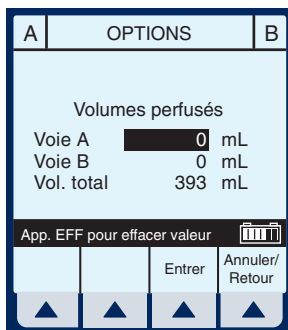 A OPTIONS B
Volumes perfusés
Voie A 0 mL
Voie B 0 mL
Vol. total 393 mL
App. EFF pour effacer valeur
Entrer
Annuler/
Retour